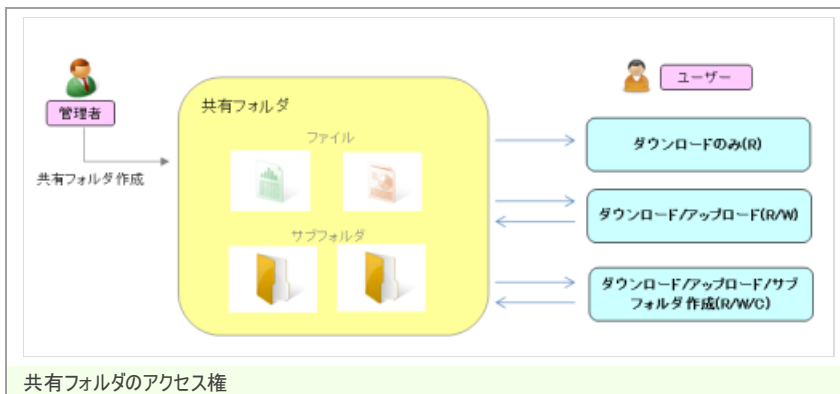 管理者
共有フォルダ作成
共有フォルダ
ファイル
サブフォルダ
ユーザー
ダウンロードのみ(R)
ダウンロード/アップロード(R/W)
ダウンロード/アップロード/サブ
フォルダ作成(R/W/C)
共有フォルダのアクセス権